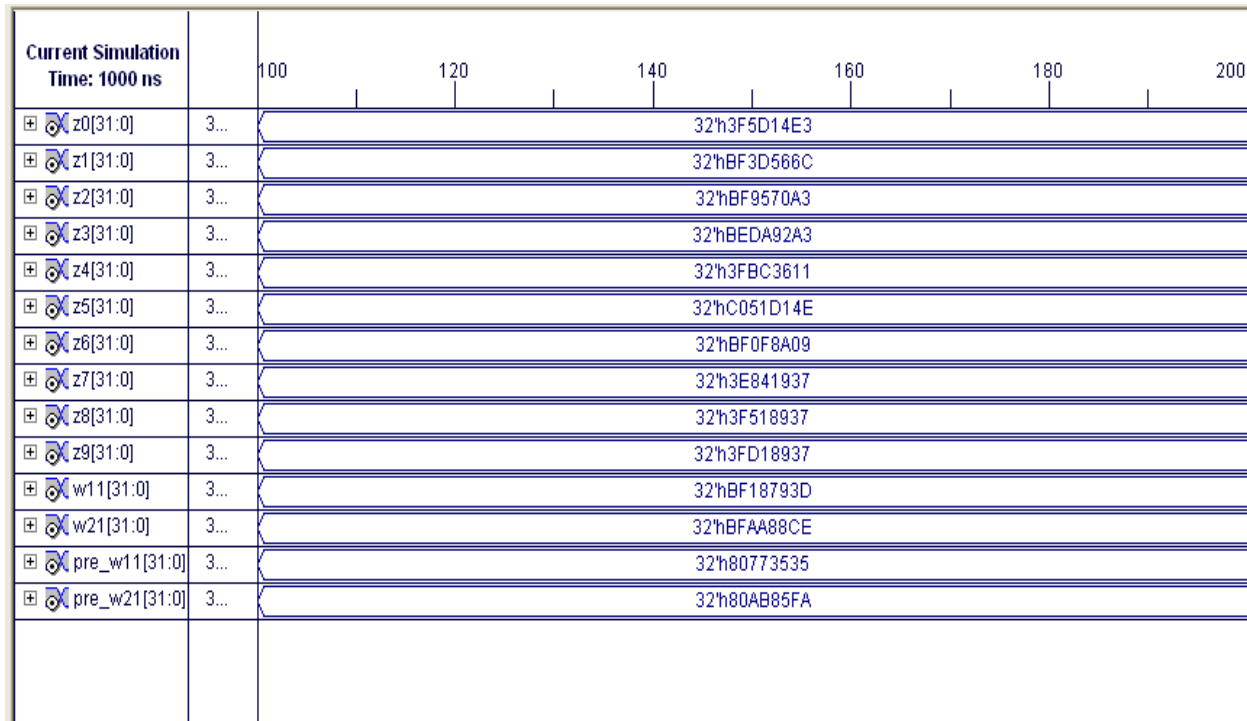 Current Simulation
Time: 1000 ns
100 120 140 160 180 200
z0[31:0] 3... 32'h3F5D14E3
z1[31:0] 3... 32'hBF3D566C
z2[31:0] 3... 32'hBF9570A3
z3[31:0] 3... 32'hBEDA92A3
z4[31:0] 3... 32'h3FBC3611
z5[31:0] 3... 32'hC051D14E
z6[31:0] 3... 32'hBF0F8A09
z7[31:0] 3... 32'h3E841937
z8[31:0] 3... 32'h3F518937
z9[31:0] 3... 32'h3FD18937
w11[31:0] 3... 32'hBF18793D
w21[31:0] 3... 32'hBFAA88CE
pre_w11[31:0] 3... 32'h80773535
pre_w21[31:0] 3... 32'h80AB85FA